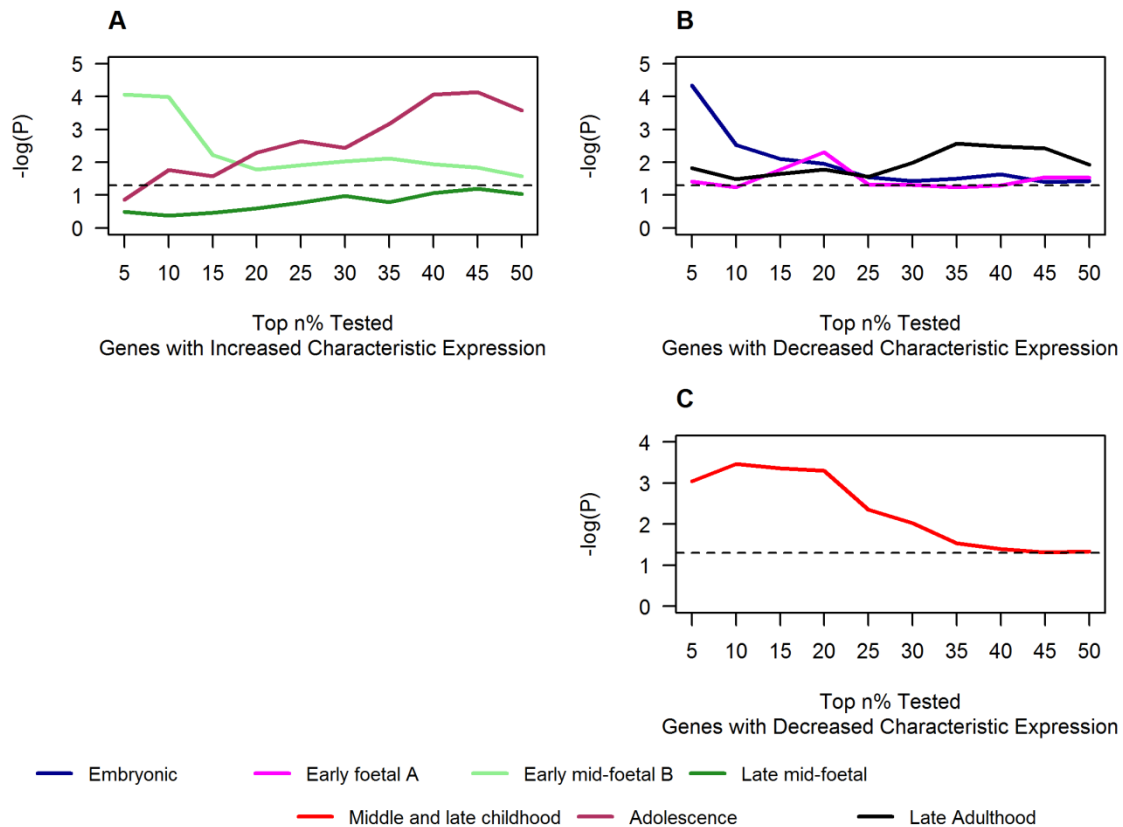 A
5
4
3
2
1
0
-log(P)
5 10 15 20 25 30 35 40 45 50
Top n% Tested
Genes with Increased Characteristic Expression
B
5
4
3
2
1
0
-log(P)
5 10 15 20 25 30 35 40 45 50
Top n% Tested
Genes with Decreased Characteristic Expression
C
4
3
2
1
0
-log(P)
5 10 15 20 25 30 35 40 45 50
Top n% Tested
Genes with Decreased Characteristic Expression
Embryonic Early foetal A Early mid-foetal B Late mid-foetal
Middle and late childhood Adolescence Late Adulthood